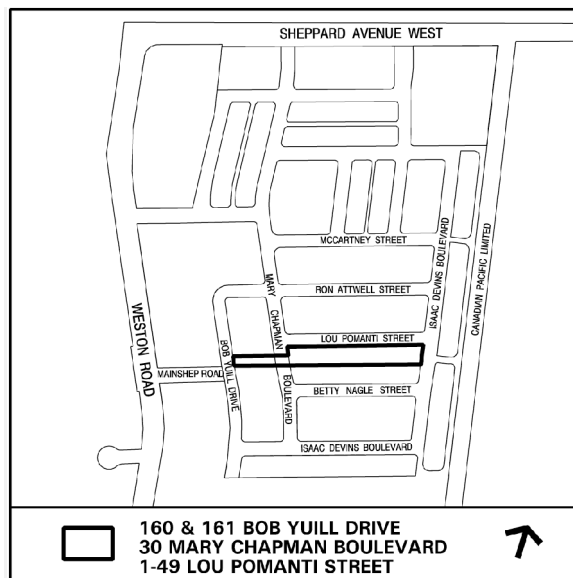 SHEPPARD AVENUE WEST
MCCARTNEY STREET
ISAAC DEVINS BOULEVARD
CANADIAN PACIFIC LIMITED
MARY CHAPMAN BOULEVARD
RON ATTWELL STREET
WESTON ROAD
LOU POMANTI STREET
BOB YUILL DRIVE
MAINSHEP ROAD
BETTY NAGLE STREET
ISAAC DEVINS BOULEVARD
160 & 161 BOB YUILL DRIVE
30 MARY CHAPMAN BOULEVARD
1-49 LOU POMANTI STREET